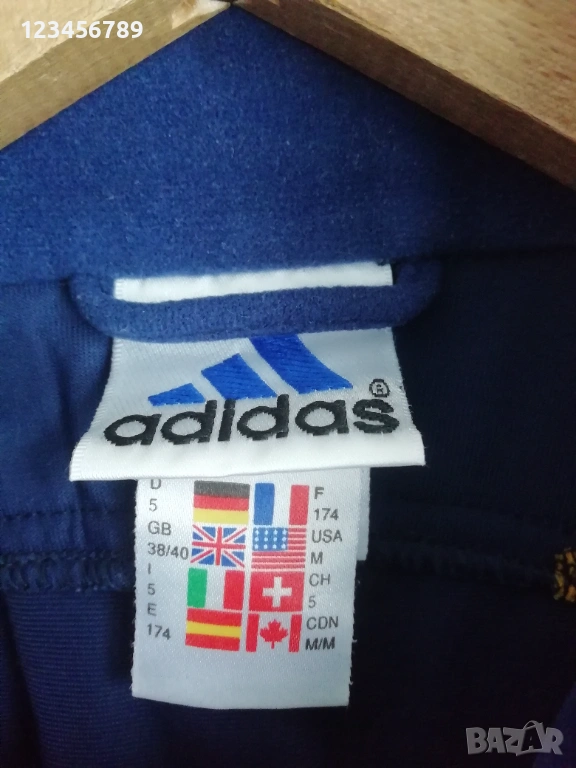 123456789
adidas
®
D
5
GB
38/40
I
5
E
174
F
174
USA
M
CH
5
CDN
M/M
BAZAR